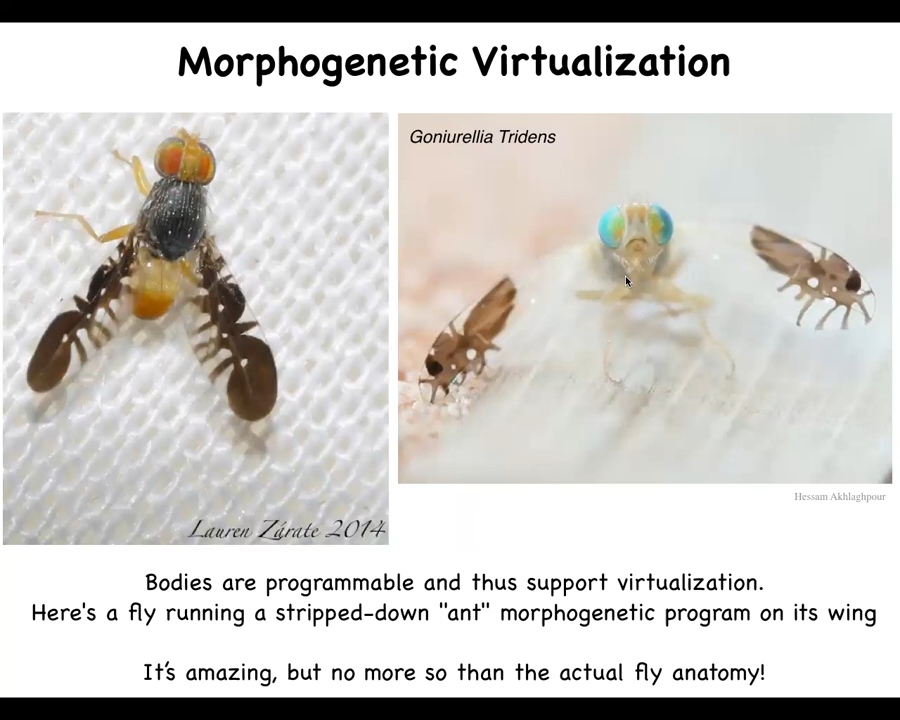 Morphogenetic Virtualization
Goniurellia Tridens
Hessam Akhlaghpour
Lauren Zárate 2014
Bodies are programmable and thus support virtualization.
Here's a fly running a stripped-down "ant" morphogenetic program on its wing
It's amazing, but no more so than the actual fly anatomy!